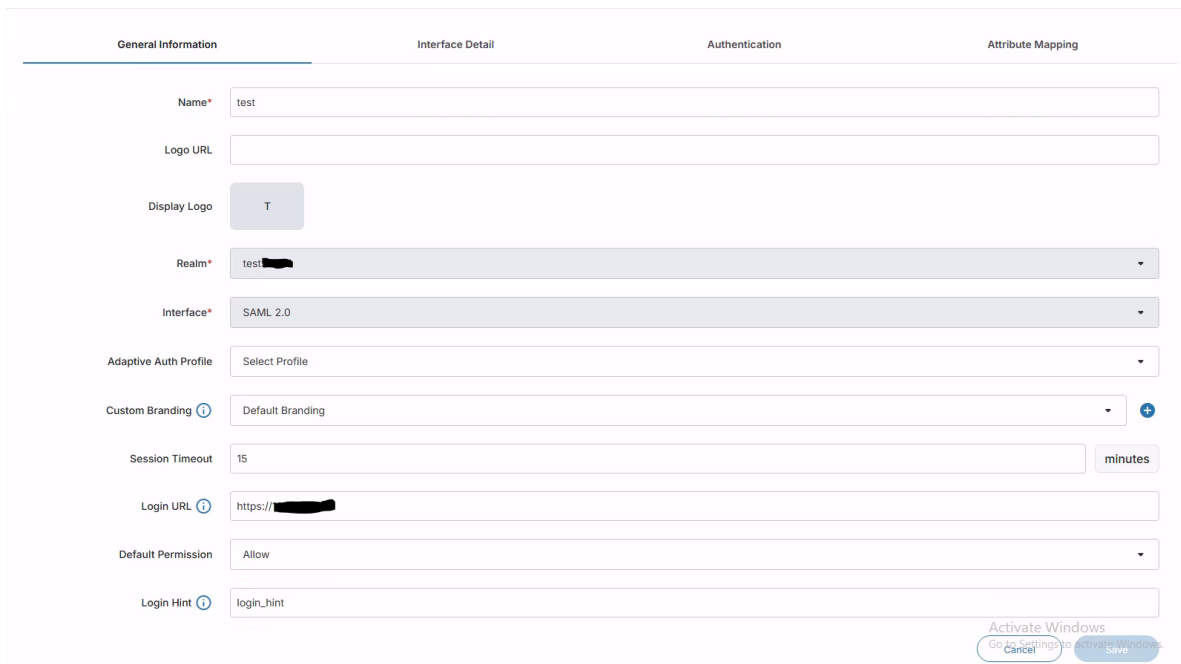 General Information Interface Detail Authentication Attribute Mapping
Name* test
Logo URL
Display Logo T
Realm* test
Interface* SAML 2.0
Adaptive Auth Profile Select Profile
Custom Branding i Default Branding +
Session Timeout 15 minutes
Login URL i https://
Default Permission Allow
Login Hint i login_hint
Activate Windows
Go to Settings to activate Windows.
Cancel Save